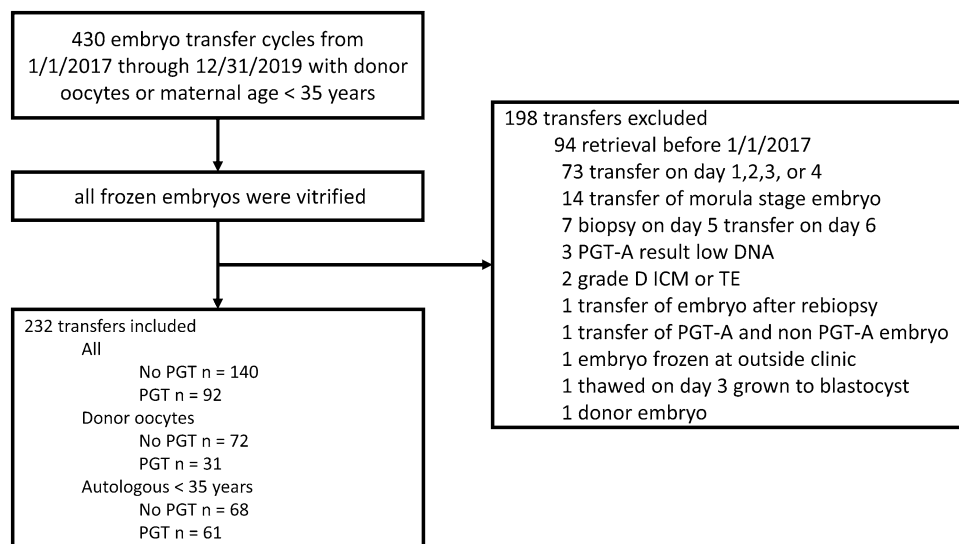 430 embryo transfer cycles from
1/1/2017 through 12/31/2019 with donor
oocytes or maternal age < 35 years
all frozen embryos were vitrified
198 transfers excluded
94 retrieval before 1/1/2017
73 transfer on day 1,2,3, or 4
14 transfer of morula stage embryo
7 biopsy on day 5 transfer on day 6
3 PGT-A result low DNA
2 grade D ICM or TE
1 transfer of embryo after rebiopsy
1 transfer of PGT-A and non PGT-A embryo
1 embryo frozen at outside clinic
1 thawed on day 3 grown to blastocyst
1 donor embryo
232 transfers included
All
No PGT n = 140
PGT n = 92
Donor oocytes
No PGT n = 72
PGT n = 31
Autologous < 35 years
No PGT n = 68
PGT n = 61